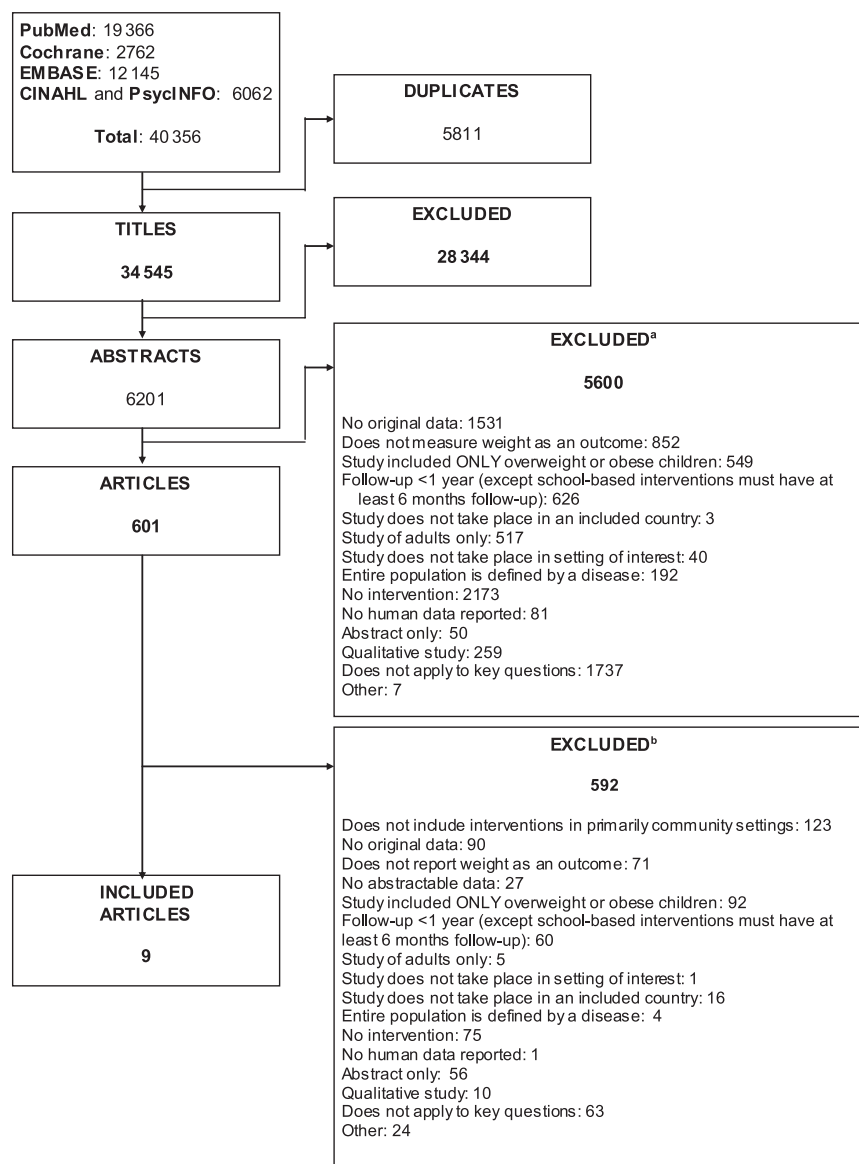 PubMed: 19 366
Cochrane: 2762
EMBASE: 12 145
CINAHL and PsycINFO: 6062
Total: 40 356
DUPLICATES
5811
TITLES
34 545
EXCLUDED
28 344
ABSTRACTS
6201
EXCLUDEDa
5600
No original data: 1531
Does not measure weight as an outcome: 852
Study included ONLY overweight or obese children: 549
Follow-up <1 year (except school-based interventions must have at
least 6 months follow-up): 626
Study does not take place in an included country: 3
Study of adults only: 517
Study does not take place in setting of interest: 40
Entire population is defined by a disease: 192
No intervention: 2173
No human data reported: 81
Abstract only: 50
Qualitative study: 259
Does not apply to key questions: 1737
Other: 7
ARTICLES
601
EXCLUDEDb
592
Does not include interventions in primarily community settings: 123
No original data: 90
Does not report weight as an outcome: 71
No abstractable data: 27
Study included ONLY overweight or obese children: 92
Follow-up <1 year (except school-based interventions must have at
least 6 months follow-up): 60
Study of adults only: 5
Study does not take place in setting of interest: 1
Study does not take place in an included country: 16
Entire population is defined by a disease: 4
No intervention: 75
No human data reported: 1
Abstract only: 56
Qualitative study: 10
Does not apply to key questions: 63
Other: 24
INCLUDED
ARTICLES
9